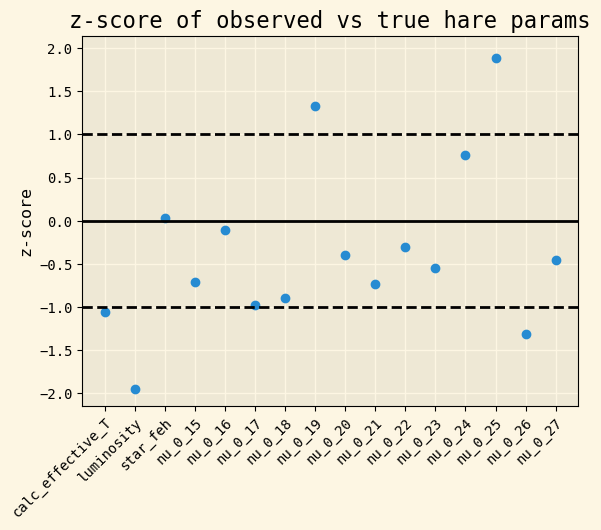 z-score of observed vs true hare params
z-score
2.0
1.5
1.0
0.5
0.0
−0.5
−1.0
−1.5
−2.0
calc_effective_T
luminosity
star_feh
nu_0_15
nu_0_16
nu_0_17
nu_0_18
nu_0_19
nu_0_20
nu_0_21
nu_0_22
nu_0_23
nu_0_24
nu_0_25
nu_0_26
nu_0_27